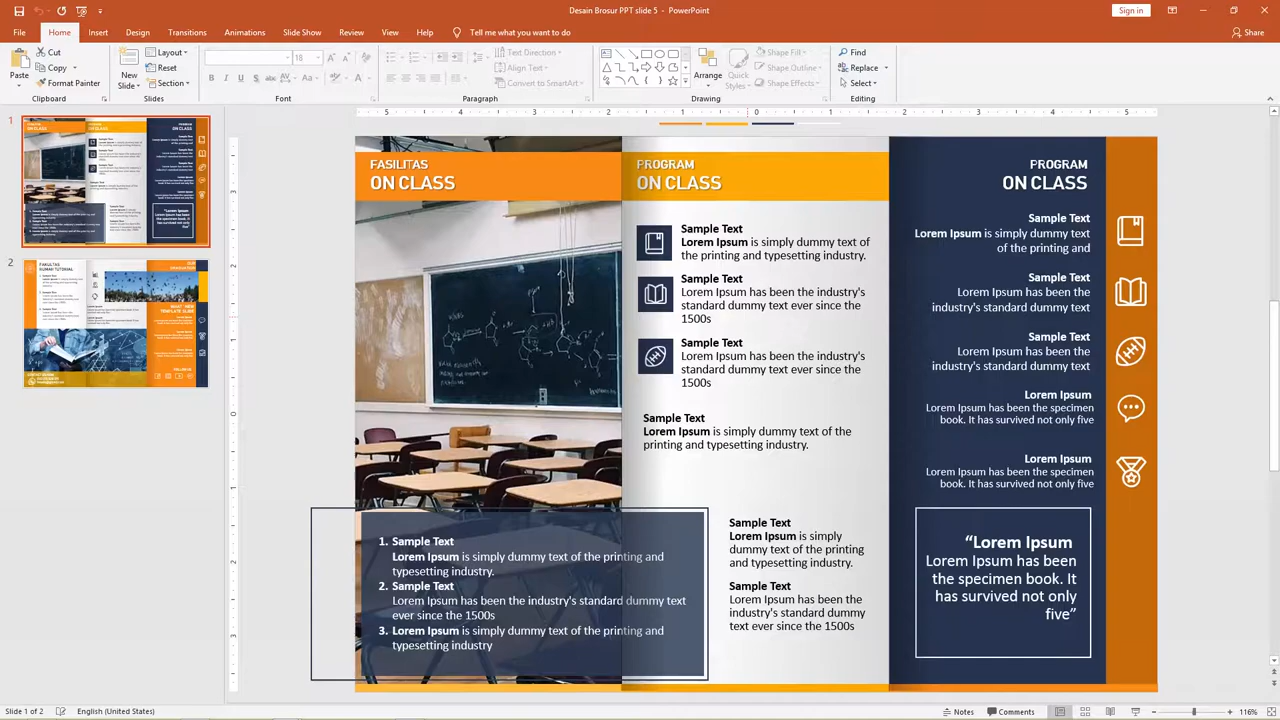 Desain Brosur PPT slide 5 - PowerPoint
Sign in
File
Home
Insert
Design
Transitions
Animations
Slide Show
Review
View
Help
Tell me what you want to do
Share
Paste
Cut
Copy
Format Painter
Clipboard
New
Slide
Layout
Reset
Section
Slides
18
Font
Text Direction
Align Text
Convert to SmartArt
Paragraph
Arrange
Quick
Styles
Shape Fill
Shape Outline
Shape Effects
Drawing
Find
Replace
Select
Editing
1
2
FASILITAS
ON CLASS
PROGRAM
ON CLASS
Sample Text
Lorem Ipsum is simply dummy text of
the printing and typesetting industry.
Sample Text
Lorem Ipsum has been the industry's
standard dummy text ever since the
1500s
Sample Text
Lorem Ipsum has been the industry's
standard dummy text ever since the
1500s
Sample Text
Lorem Ipsum is simply dummy text of the
printing and typesetting industry.
1. Sample Text
Lorem Ipsum is simply dummy text of the printing and
typesetting industry.
2. Sample Text
Lorem Ipsum has been the industry's standard dummy text
ever since the 1500s
3. Lorem Ipsum is simply dummy text of the printing and
typesetting industry
Sample Text
Lorem Ipsum is simply
dummy text of the printing
and typesetting industry.
Sample Text
Lorem Ipsum has been the
industry's standard dummy
text ever since the 1500s
PROGRAM
ON CLASS
Sample Text
Lorem Ipsum is simply dummy text
of the printing and
Sample Text
Lorem Ipsum has been the
industry's standard dummy text
Sample Text
Lorem Ipsum has been the
industry's standard dummy text
Lorem Ipsum
Lorem Ipsum has been the specimen
book. It has survived not only five
Lorem Ipsum
Lorem Ipsum has been the specimen
book. It has survived not only five
“Lorem Ipsum
Lorem Ipsum has been
the specimen book. It
has survived not only
five”
Slide 1 of 2
English (United States)
Notes
Comments
116%